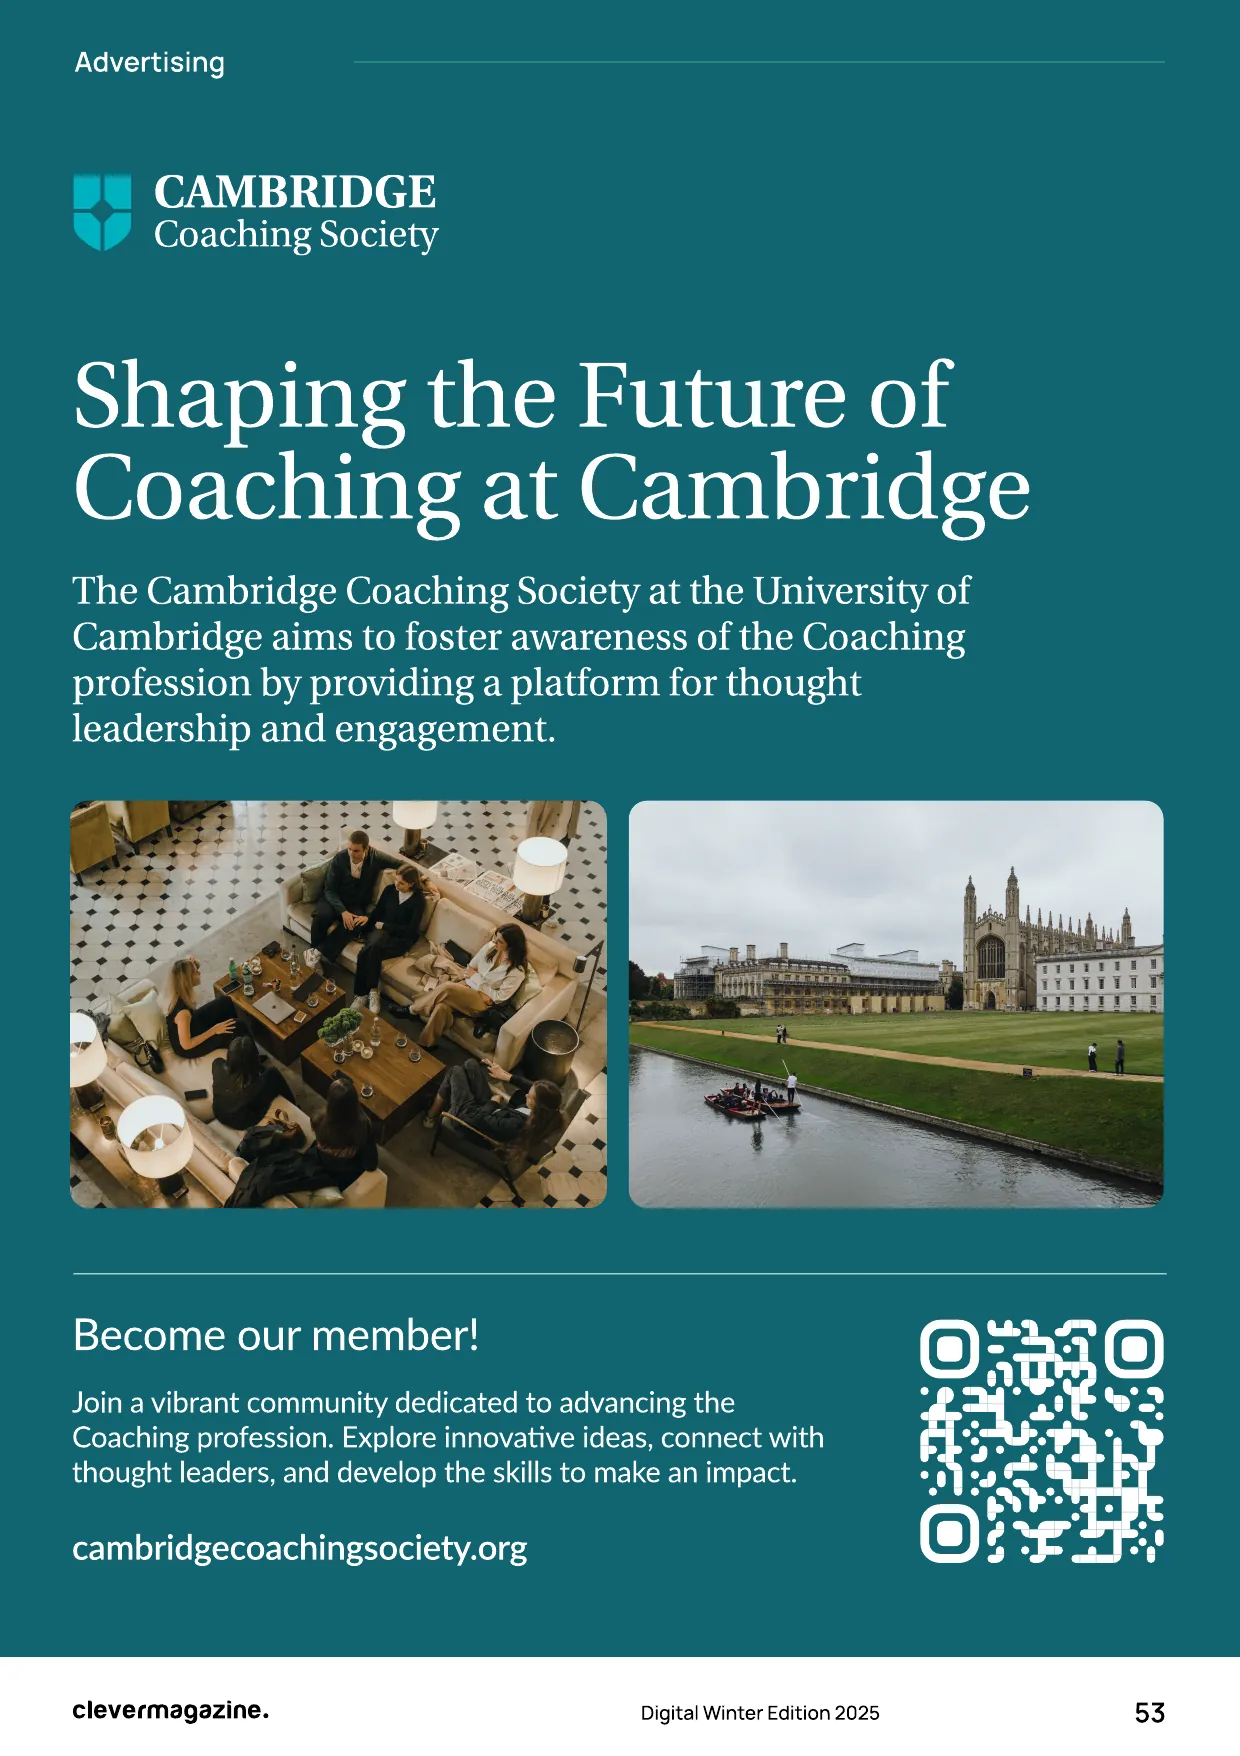 Advertising
CAMBRIDGE
Coaching Society
Shaping the Future of
Coaching at Cambridge
The Cambridge Coaching Society at the University of
Cambridge aims to foster awareness of the Coaching
profession by providing a platform for thought
leadership and engagement.
Become our member!
Join a vibrant community dedicated to advancing the
Coaching profession. Explore innovative ideas, connect with
thought leaders, and develop the skills to make an impact.
cambridgecoachingsociety.org
clevermagazine.
Digital Winter Edition 2025
53